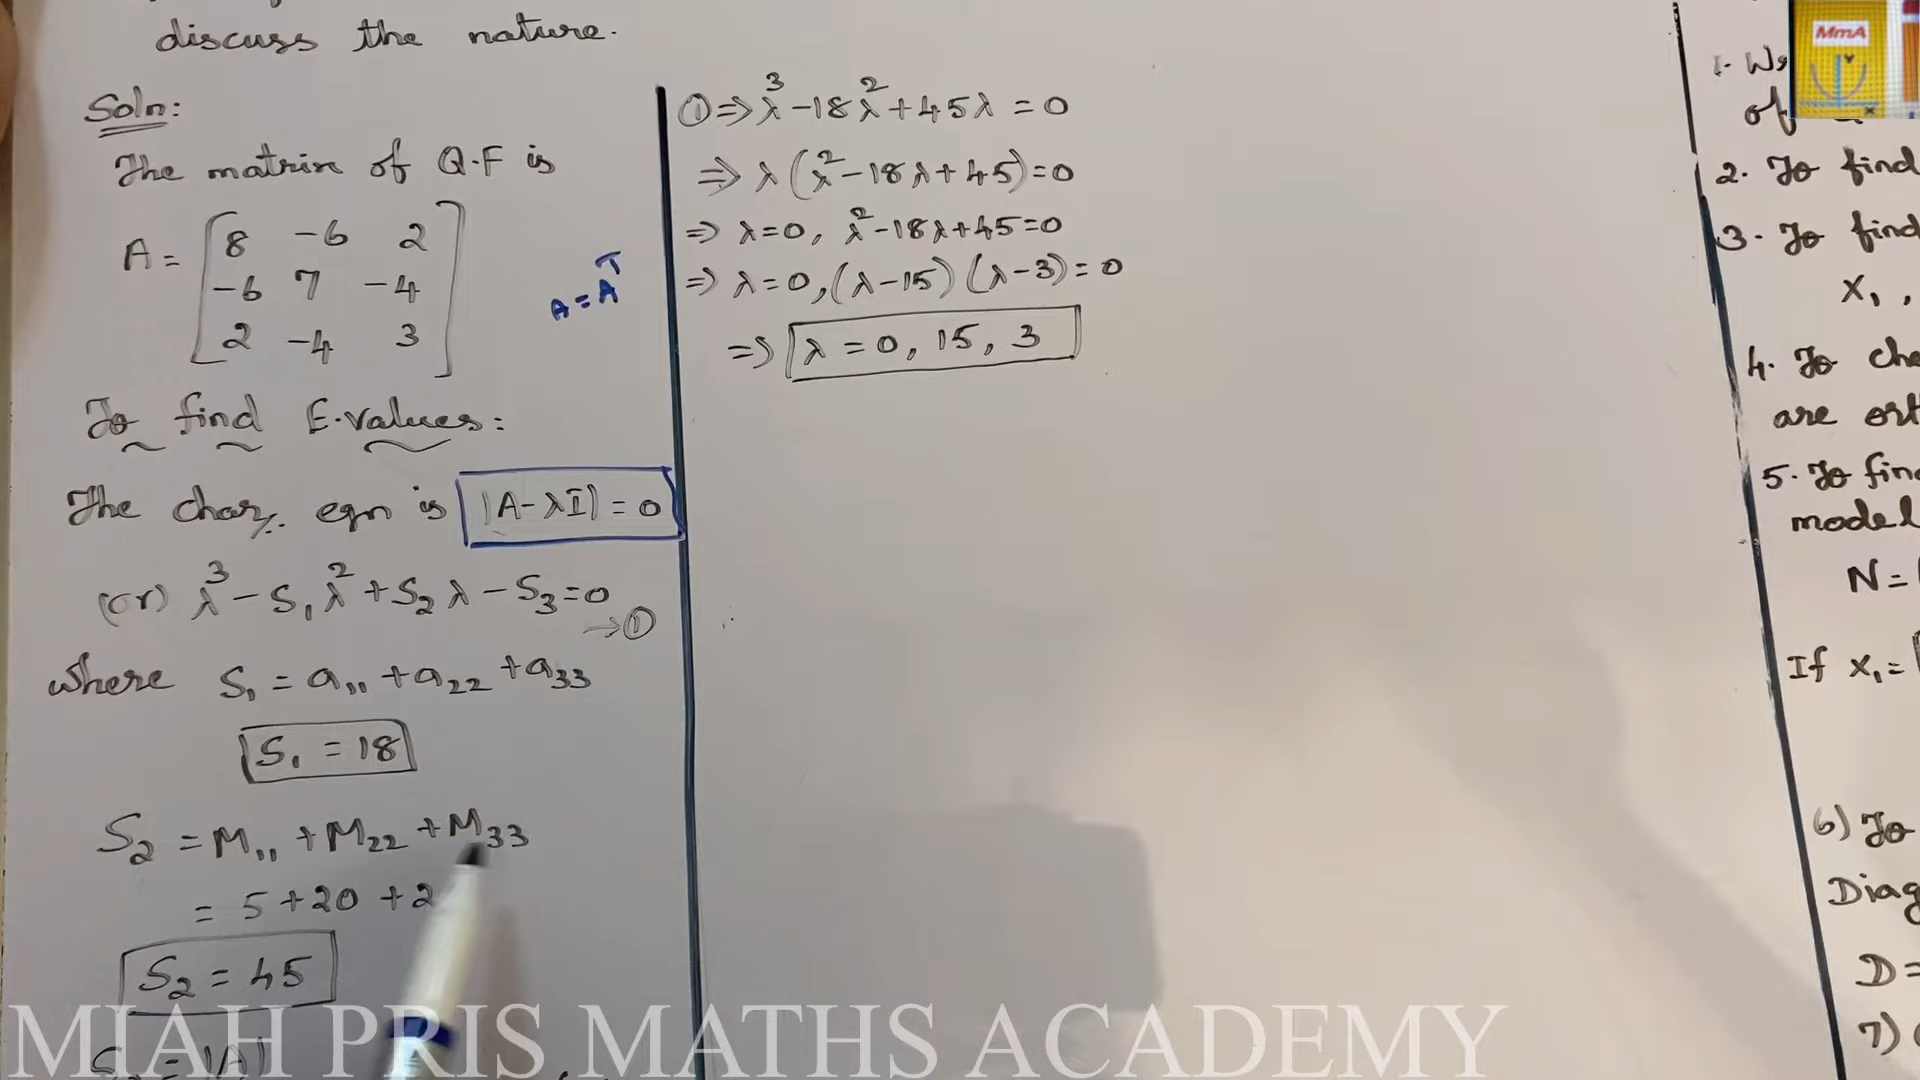 discuss the nature.
Soln:
The matrix of Q.F is
A = [8 -6 2
-6 7 -4
2 -4 3]
A = A^T
To find E.values:
The char. eqn is |A-λI| = 0
(or) λ³ - S₁λ² + S₂λ - S₃ = 0
→ ①
where S₁ = a₁₁ + a₂₂ + a₃₃
S₁ = 18
S₂ = M₁₁ + M₂₂ + M₃₃
= 5 + 20 + 2
S₂ = 45
= |A|
① ⇒ λ³ - 18λ² + 45λ = 0
⇒ λ(λ² - 18λ + 45) = 0
⇒ λ = 0, λ² - 18λ + 45 = 0
⇒ λ = 0, (λ - 15)(λ - 3) = 0
⇒ λ = 0, 15, 3
MmA
1.
of
2. To find
3. To find
X₁,
4. To
are
5. To
model
N =
If X₁ =
6) To
D =
7)
MIAH PRIS MATHS ACADEMY